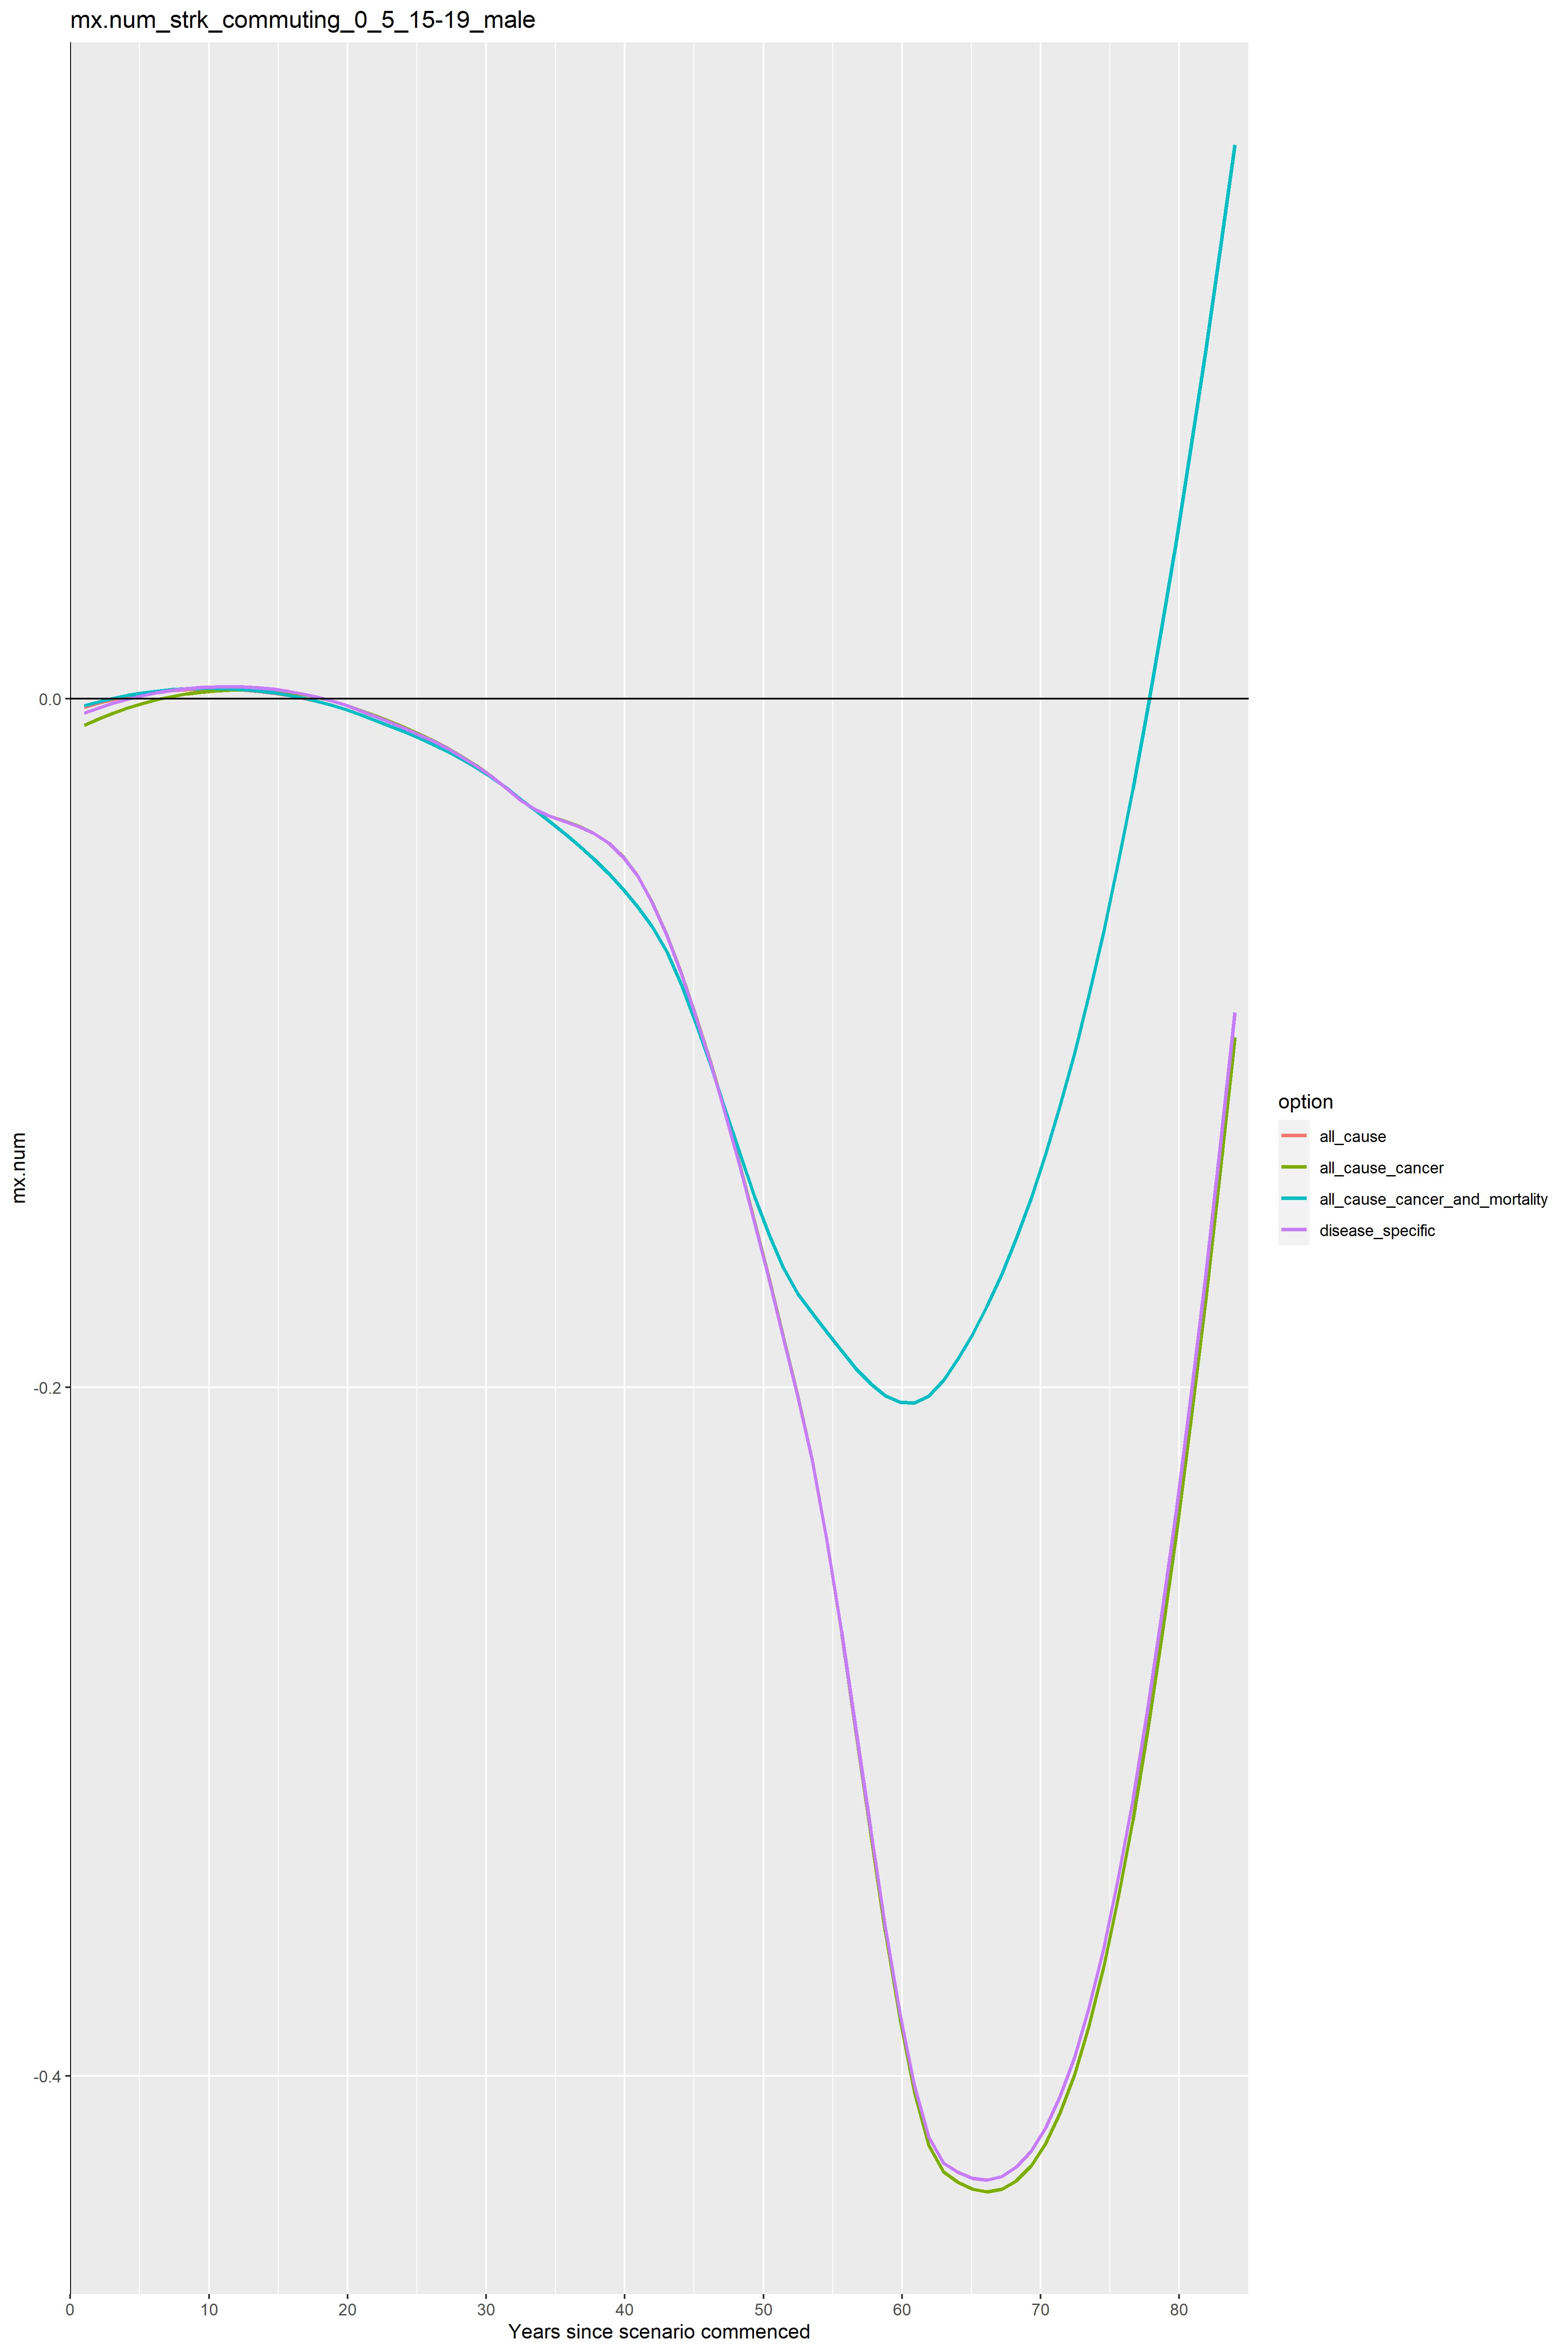 mx.num_strk_commuting_0_5_15-19_male
0.0
-0.2
-0.4
mx.num
0 10 20 30 40 50 60 70 80
Years since scenario commenced
option
all_cause
all_cause_cancer
all_cause_cancer_and_mortality
disease_specific